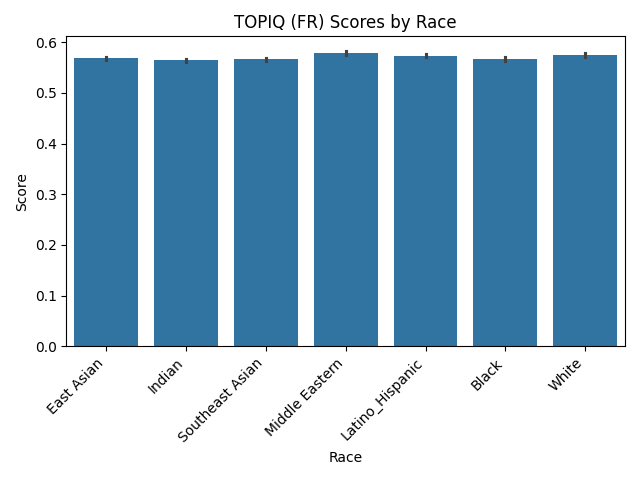 TOPIQ (FR) Scores by Race
Score
0.6
0.5
0.4
0.3
0.2
0.1
0.0
East Asian
Indian
Southeast Asian
Middle Eastern
Latino_Hispanic
Black
White
Race